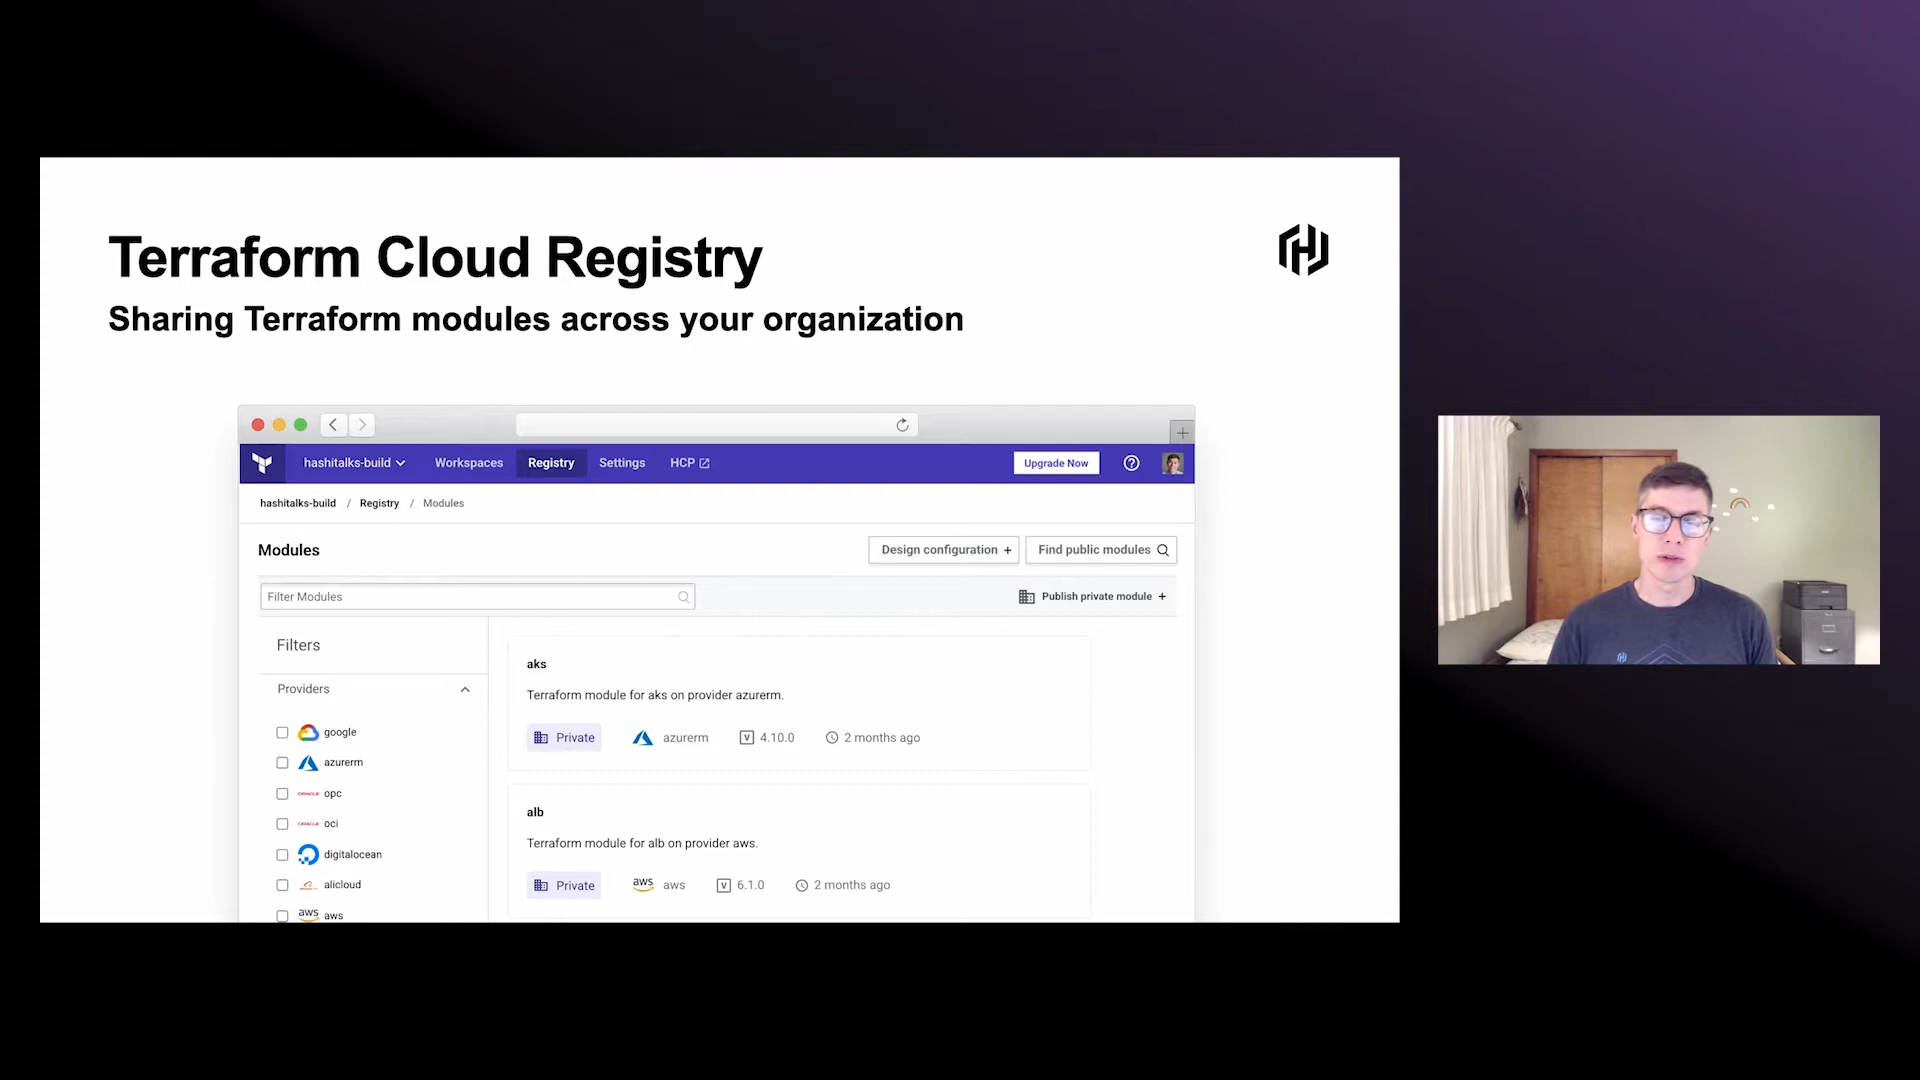 Terraform Cloud Registry
Sharing Terraform modules across your organization
hashitalks-build Workspaces Registry Settings HCP Upgrade Now
hashitalks-build / Registry / Modules
Modules Design configuration + Find public modules
Filter Modules Publish private module +
Filters
Providers
google
azurerm
ORACLE opc
ORACLE oci
digitalocean
alicloud
aws aws
aks
Terraform module for aks on provider azurerm.
Private azurerm V 4.10.0 2 months ago
alb
Terraform module for alb on provider aws.
Private aws aws V 6.1.0 2 months ago